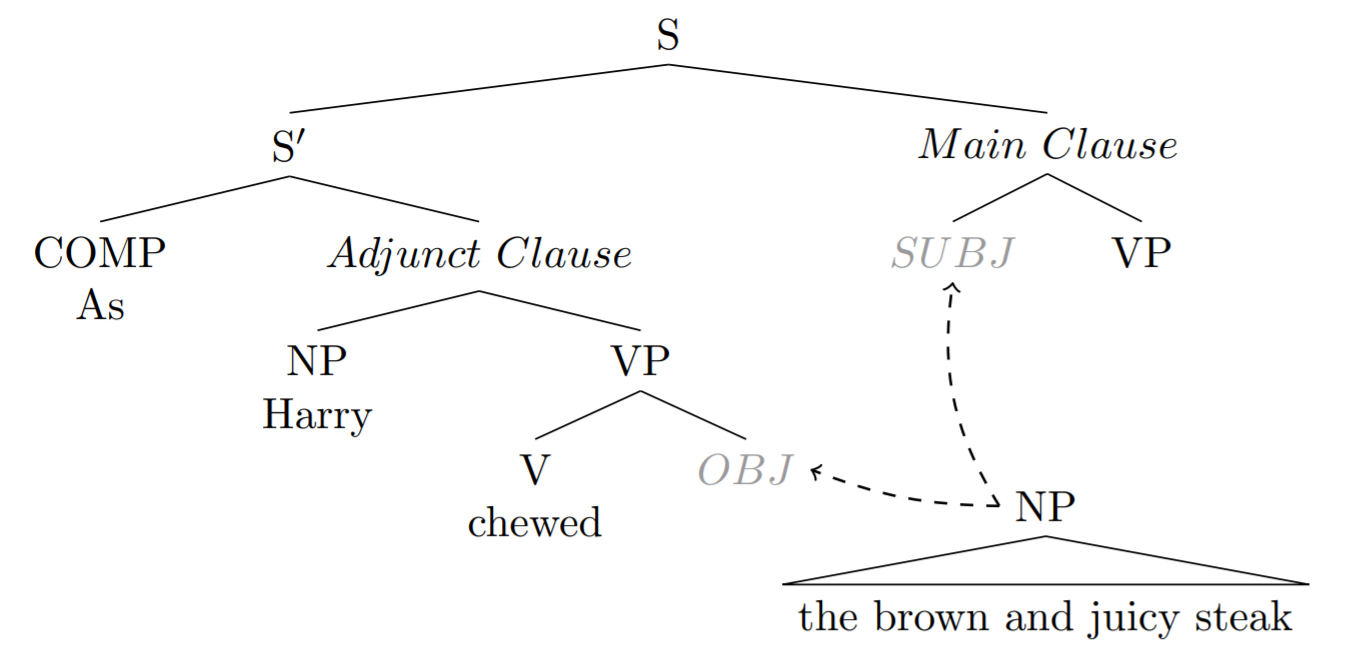 S
S′
Main Clause
COMP
Adjunct Clause
SUBJ
VP
As
NP
VP
Harry
V
OBJ
NP
chewed
the brown and juicy steak